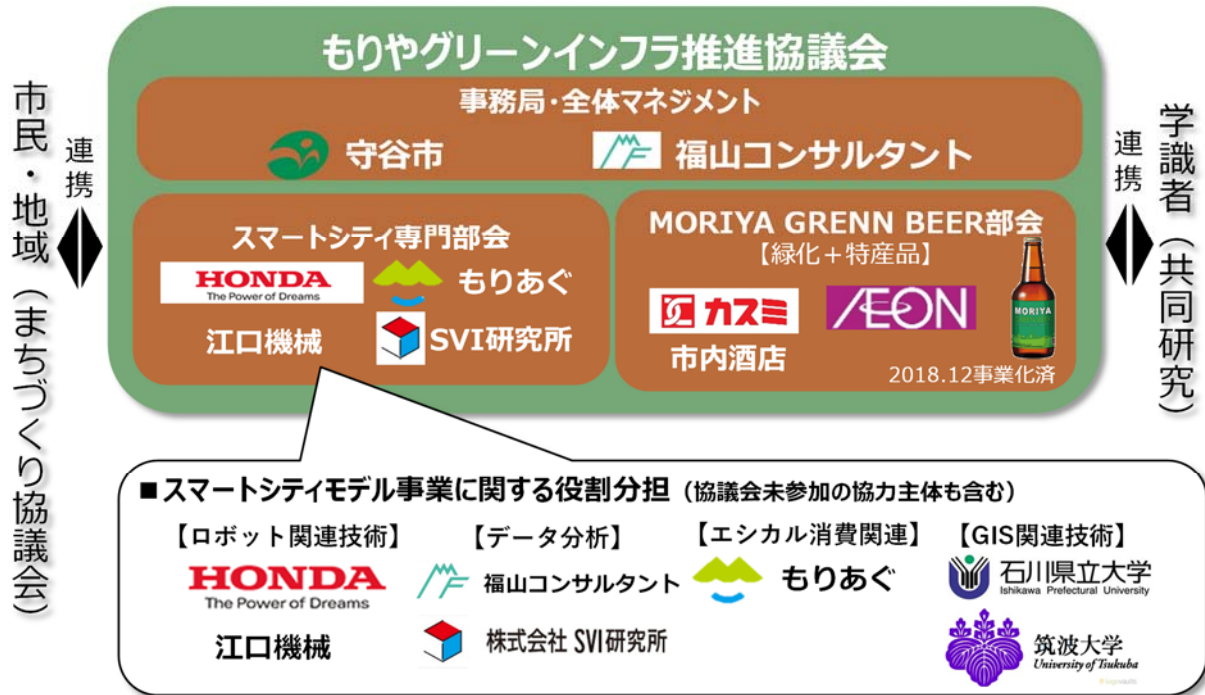 もりやグリーンインフラ推進協議会
事務局・全体マネジメント
守谷市
福山コンサルタント
市民・地域（まちづくり協議会）
連携
スマートシティ専門部会
HONDA
The Power of Dreams
もりあぐ
江口機械
SVI研究所
MORIYA GRENN BEER部会
【緑化＋特産品】
カスミ
ÆON
MORIYA
市内酒店
2018.12事業化済
連携
学識者（共同研究）
■スマートシティモデル事業に関する役割分担（協議会未参加の協力主体も含む）
【ロボット関連技術】
HONDA
The Power of Dreams
江口機械
【データ分析】
福山コンサルタント
株式会社 SVI研究所
【エシカル消費関連】
もりあぐ
【GIS関連技術】
石川県立大学
Ishikawa Prefectural University
筑波大学
University of Tsukuba